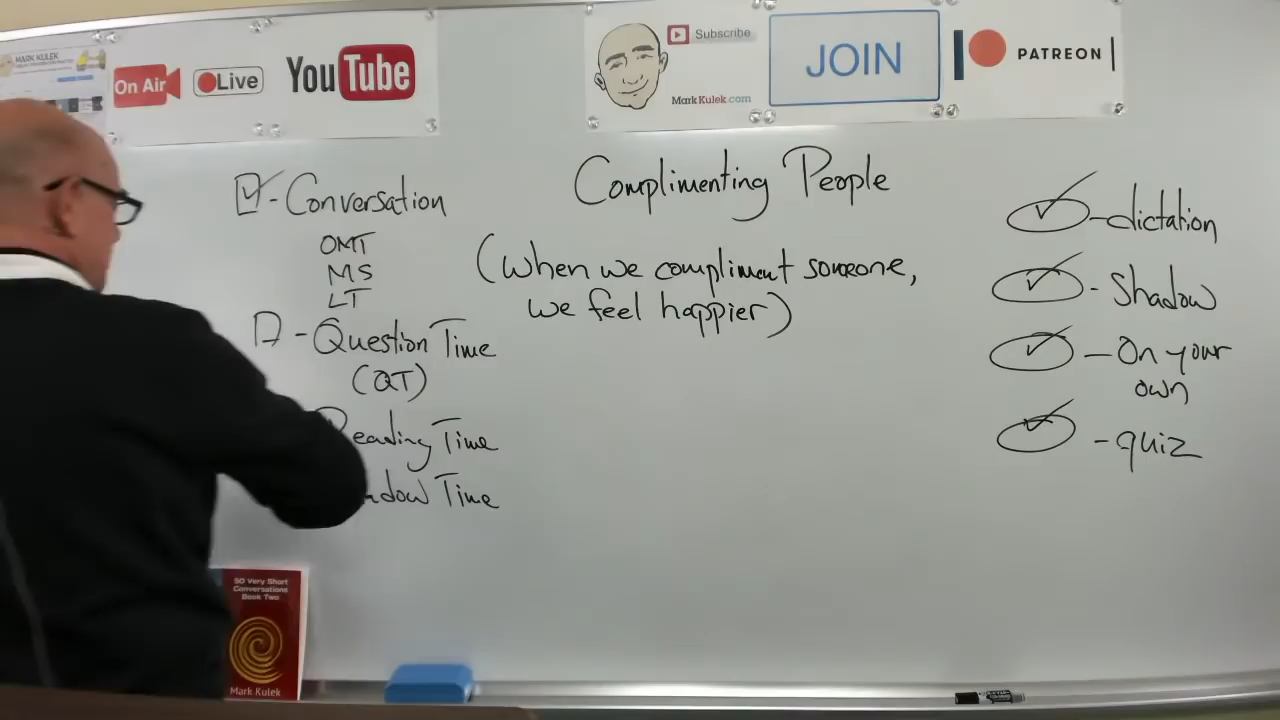 MARK KULEK
On Air
Live
YouTube
Subscribe
MarkKulek.com
JOIN
PATREON
- Conversation
OMT
MS
LT
- Question Time
(QT)
Reading Time
Time
Complimenting People
(When we compliment someone,
we feel happier)
- dictation
- Shadow
- On your
own
- quiz
50 Very Short
Conversations
Book Two
Mark Kulek